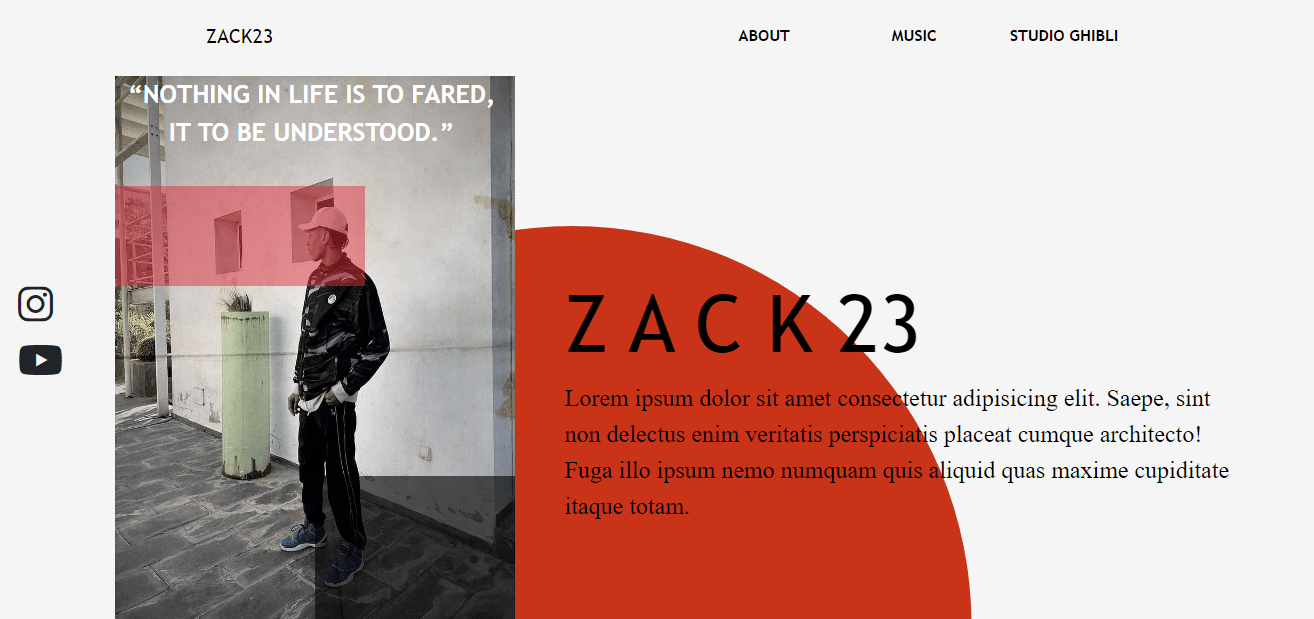 ZACK23
ABOUT
MUSIC
STUDIO GHIBLI
“NOTHING IN LIFE IS TO FARED,
IT TO BE UNDERSTOOD.”
Z A C K 23
Lorem ipsum dolor sit amet consectetur adipisicing elit. Saepe, sint
non delectus enim veritatis perspiciatis placeat cumque architecto!
Fuga illo ipsum nemo numquam quis aliquid quas maxime cupiditate
itaque totam.